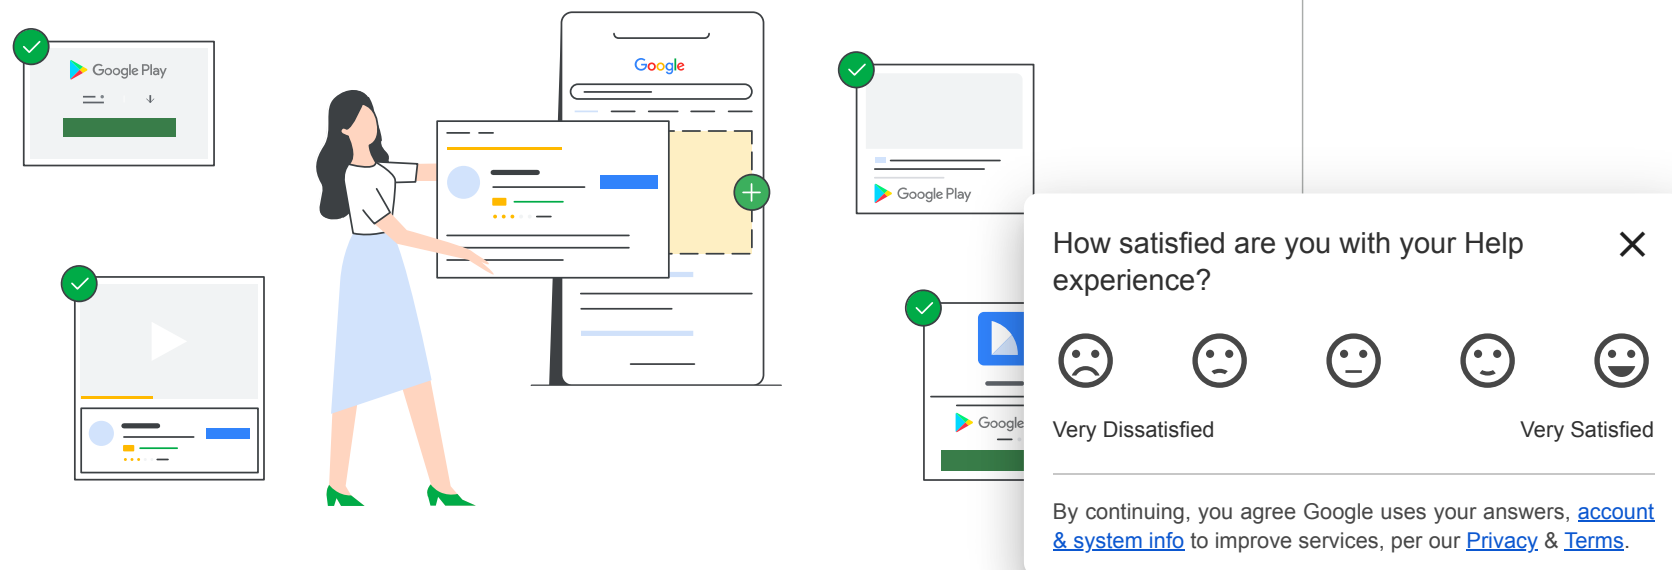 Google Play
Google
Google Play
Google
How satisfied are you with your Help
experience?
Very Dissatisfied
Very Satisfied
By continuing, you agree Google uses your answers, account
& system info to improve services, per our Privacy & Terms.